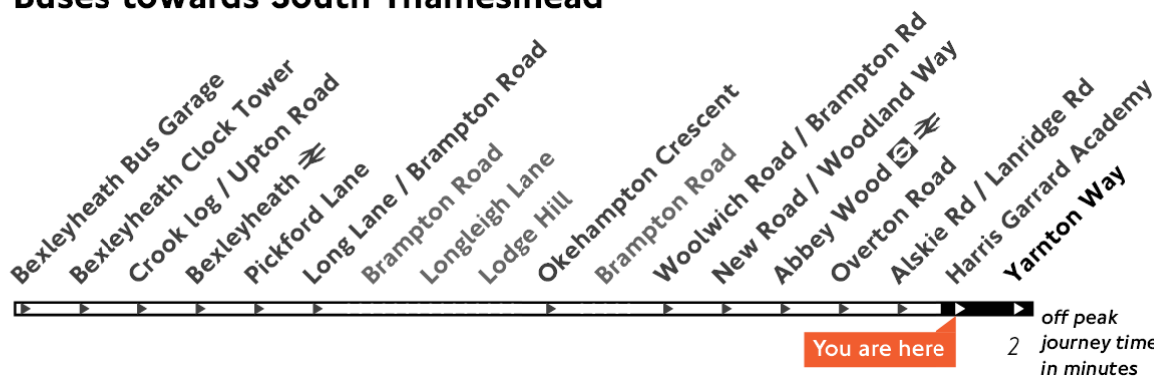 Buses towards South Thamesmead
Bexleyheath Bus Garage
Bexleyheath Clock Tower
Crook log / Upton Road
Bexleyheath
Pickford Lane
Long Lane / Brampton Road
Brampton Road
Longleigh Lane
Lodge Hill
Okehampton Crescent
Brampton Road
Woolwich Road / Brampton Rd
New Road / Woodland Way
Abbey Wood
Overton Road
Alskie Rd / Lanridge Rd
Harris Garrard Academy
Yarnton Way
You are here
2
off peak
journey time
in minutes